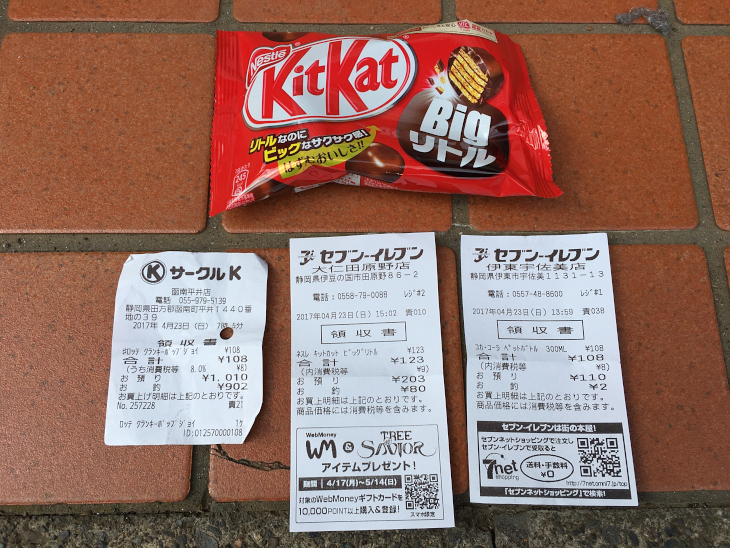 Nestlé
KitKat
Big
リトル
リトルなのに
ビッグなサクサク感!
はずむおいしさ!!
243
K サークルK
函南平井店
電話 055-979-5139
静岡県田方郡函南町平井1440番
地の39
2017年 4月23日(日)
領収書
ロッテ クランキーポップジョイ ¥108
合計 ¥108
(うち消費税等 8.0% ¥8)
お預り ¥1,010
お釣 ¥902
お買上げ明細は上記のとおりです。
No.257228 責21
ロッテ クランキーポップジョイ 1ケ
ID:012570000108
セブン-イレブン
大仁田原野店
静岡県伊豆の国市田原野86-2
電話:0558-79-0088 レジ#2
2017年04月23日(日) 15:02 責010
領収書
ネスレ キットカット ビッグリトル ¥123
合計 ¥123
(内消費税等 ¥9)
お預り ¥203
お釣 ¥80
お買上明細は上記のとおりです。
商品価格には消費税等を含みます。
WebMoney
WM & TREE of SAVIOR
アイテムプレゼント!
期間 4/17(月)~5/14(日)
対象のWebMoneyギフトカードを
10,000POINT以上購入&登録!
スマホ限定
セブン-イレブン
伊東宇佐美店
静岡県伊東市宇佐美1131-13
電話:0557-48-8600 レジ#1
2017年04月23日(日) 13:59 責038
領収書
コカ・コーラ ペットボトル 300ML ¥108
合計 ¥108
(内消費税等 ¥8)
お預り ¥110
お釣 ¥2
お買上明細は上記のとおりです。
商品価格には消費税等を含みます。
セブン-イレブンは街の本屋!
セブンネットショッピングで注文し
セブン-イレブンで受取ると
7net shopping
送料・手数料 ¥0
http://7net.omni7.jp/top
「セブンネットショッピング」で検索!